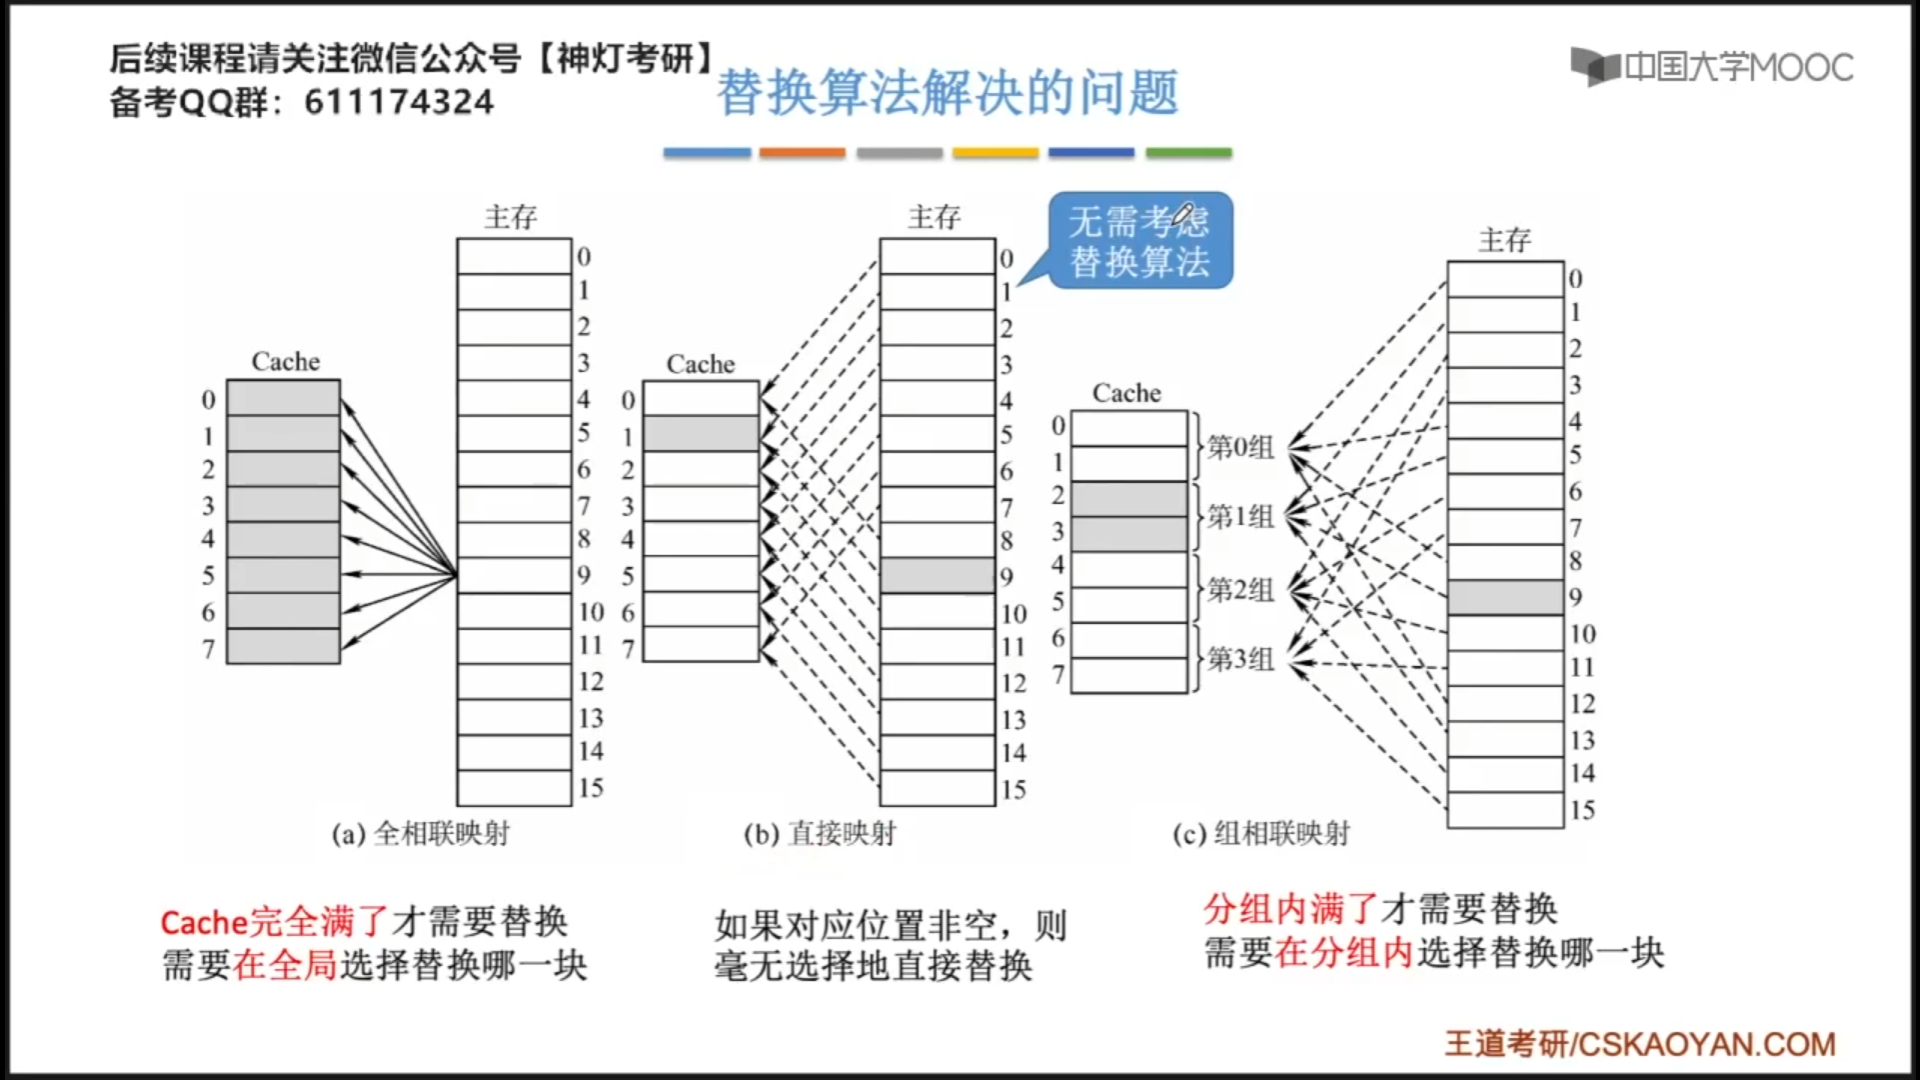 后续课程请关注微信公众号【神灯考研】
备考QQ群：611174324
替换算法解决的问题
中国大学MOOC
主存
0
1
2
3
4
5
6
7
8
9
10
11
12
13
14
15
Cache
0
1
2
3
4
5
6
7
(a) 全相联映射
Cache完全满了才需要替换
需要在全局选择替换哪一块
主存
0
1
2
3
4
5
6
7
8
9
10
11
12
13
14
15
无需考虑
替换算法
Cache
0
1
2
3
4
5
6
7
(b) 直接映射
如果对应位置非空，则
毫无选择地直接替换
主存
0
1
2
3
4
5
6
7
8
9
10
11
12
13
14
15
Cache
0
1
2
3
4
5
6
7
第0组
第1组
第2组
第3组
(c) 组相联映射
分组内满了才需要替换
需要在分组内选择替换哪一块
王道考研/CSKAOYAN.COM